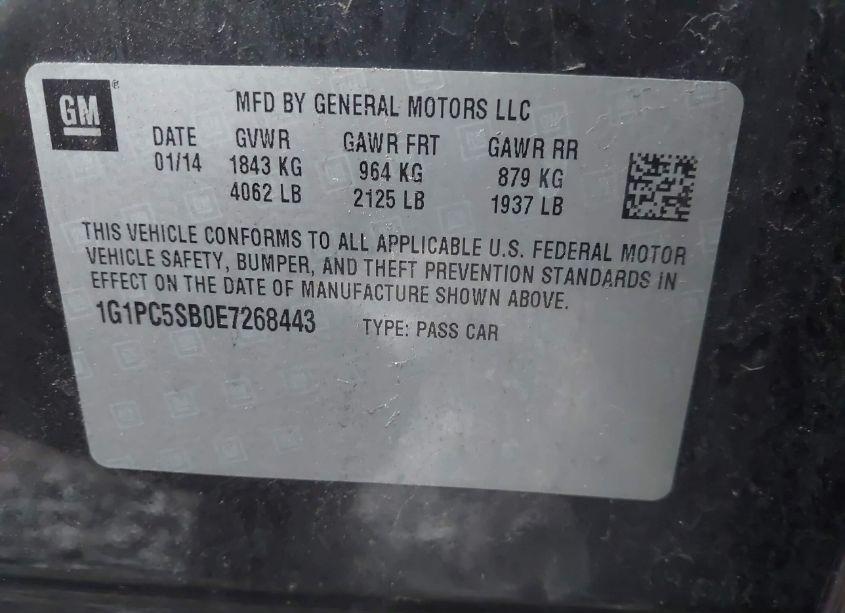 GM
MFD BY GENERAL MOTORS LLC
DATE GVWR GAWR FRT GAWR RR
01/14 1843 KG 964 KG 879 KG
4062 LB 2125 LB 1937 LB
THIS VEHICLE CONFORMS TO ALL APPLICABLE U.S. FEDERAL MOTOR
VEHICLE SAFETY, BUMPER, AND THEFT PREVENTION STANDARDS IN
EFFECT ON THE DATE OF MANUFACTURE SHOWN ABOVE.
1G1PC5SB0E7268443 TYPE: PASS CAR